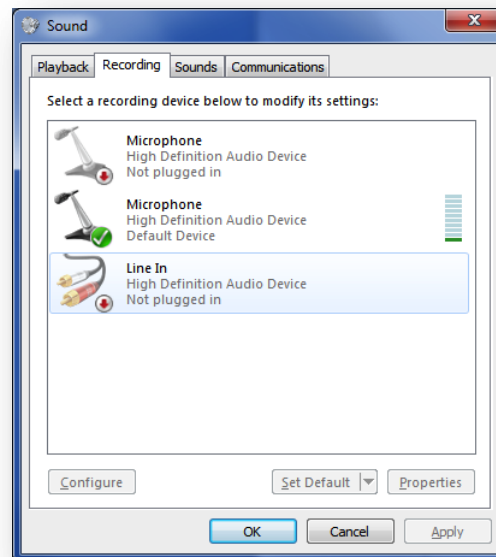 Sound
Playback Recording Sounds Communications
Select a recording device below to modify its settings:
Microphone
High Definition Audio Device
Not plugged in
Microphone
High Definition Audio Device
Default Device
Line In
High Definition Audio Device
Not plugged in
Configure Set Default Properties
OK Cancel Apply